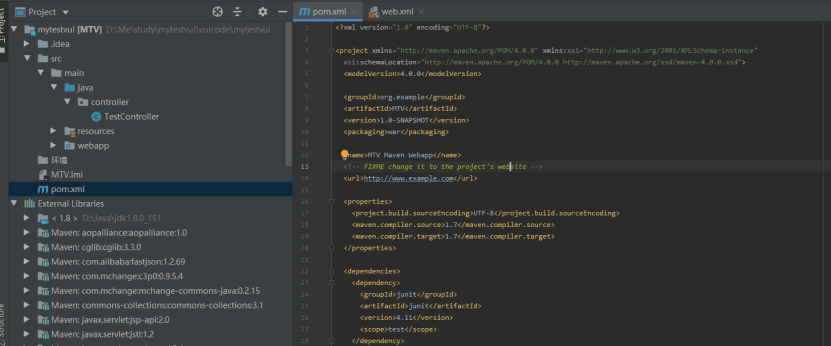 Project
pom.xml
web.xml
1: Project
mytestvul [MTV] D:\Me\study\mytestvul\vulcode\mytestvul
.idea
src
main
java
controller
TestController
resources
webapp
环境
MTV.iml
pom.xml
External Libraries
< 1.8 > D:\Java\jdk1.8.0_151
Maven: aopalliance:aopalliance:1.0
Maven: cglib:cglib:3.3.0
Maven: com.alibaba:fastjson:1.2.69
Maven: com.mchange:c3p0:0.9.5.4
Maven: com.mchange:mchange-commons-java:0.2.15
Maven: commons-collections:commons-collections:3.1
Maven: javax.servlet:jsp-api:2.0
Maven: javax.servlet:jstl:1.2
Structure
1 <?xml version="1.0" encoding="UTF-8"?>
2
3 <project xmlns="http://maven.apache.org/POM/4.0.0" xmlns:xsi="http://www.w3.org/2001/XMLSchema-instance"
4 xsi:schemaLocation="http://maven.apache.org/POM/4.0.0 http://maven.apache.org/xsd/maven-4.0.0.xsd">
5 <modelVersion>4.0.0</modelVersion>
6
7 <groupId>org.example</groupId>
8 <artifactId>MTV</artifactId>
9 <version>1.0-SNAPSHOT</version>
10 <packaging>war</packaging>
11
12 <name>MTV Maven Webapp</name>
13 <!-- FIXME change it to the project's website -->
14 <url>http://www.example.com</url>
15
16 <properties>
17 <project.build.sourceEncoding>UTF-8</project.build.sourceEncoding>
18 <maven.compiler.source>1.7</maven.compiler.source>
19 <maven.compiler.target>1.7</maven.compiler.target>
20 </properties>
21
22 <dependencies>
23 <dependency>
24 <groupId>junit</groupId>
25 <artifactId>junit</artifactId>
26 <version>4.11</version>
27 <scope>test</scope>
28 </dependency>